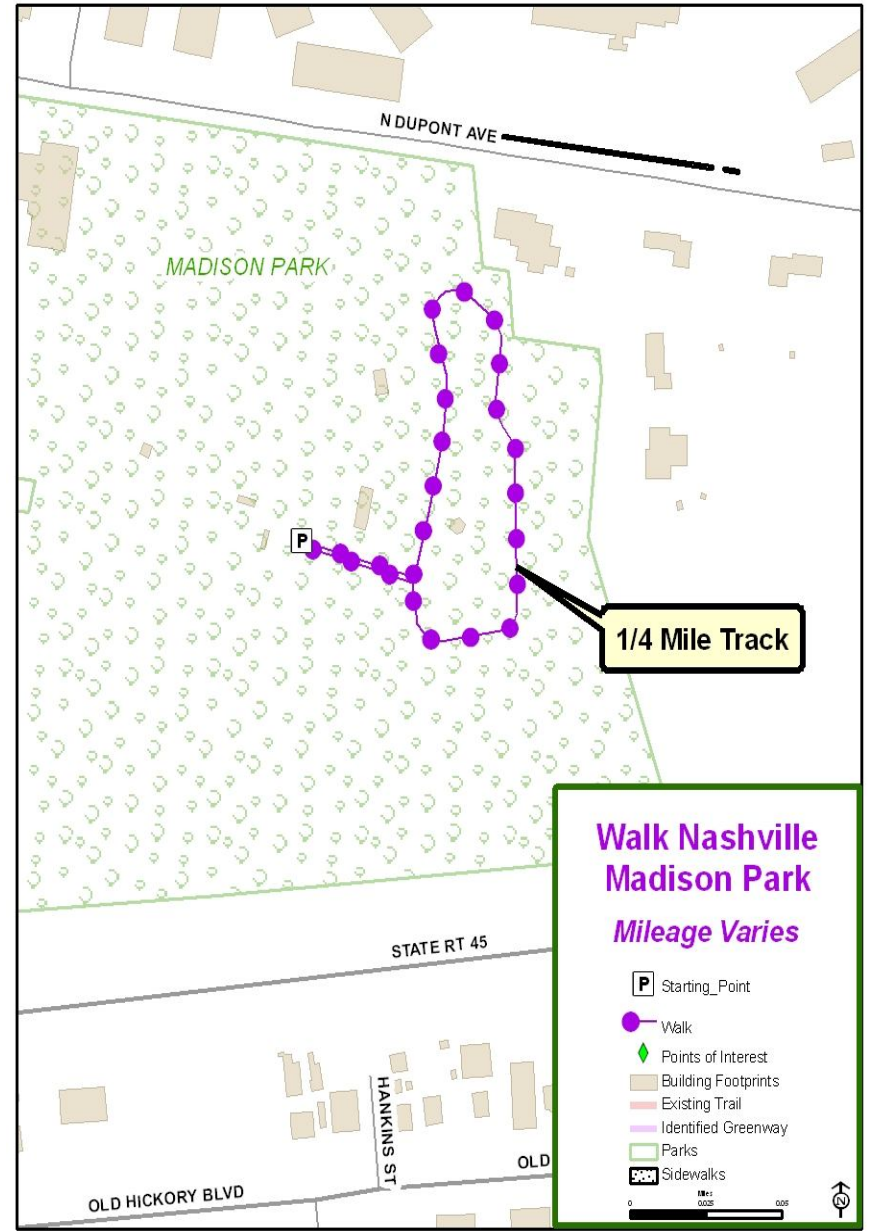 N DUPONT AVE
MADISON PARK
P
1/4 Mile Track
STATE RT 45
HANKINS ST
OLD HICKORY BLVD
OLD
Walk Nashville
Madison Park
Mileage Varies
P Starting_Point
Walk
Points of Interest
Building Footprints
Existing Trail
Identified Greenway
Parks
Sidewalks
Miles
0 0.025 0.05
N